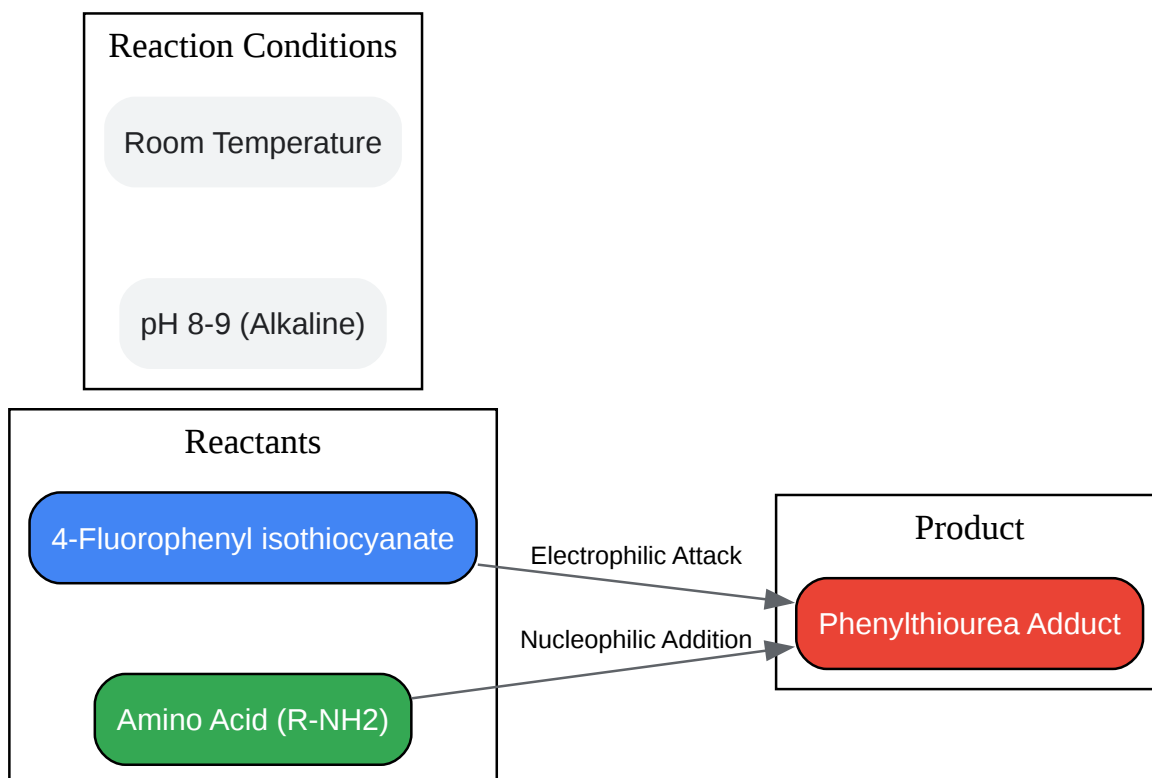 Reaction Conditions
Room Temperature
pH 8-9 (Alkaline)
Reactants
4-Fluorophenyl isothiocyanate
Amino Acid (R-NH2)
Electrophilic Attack
Nucleophilic Addition
Product
Phenylthiourea Adduct